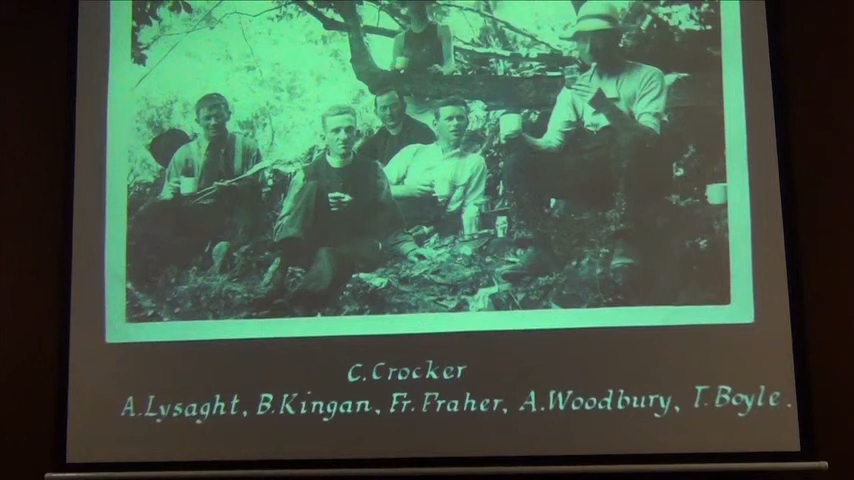 C. Crocker
A. Lysaght, B. Kingan, Fr. Fraher, A. Woodbury, T. Boyle.